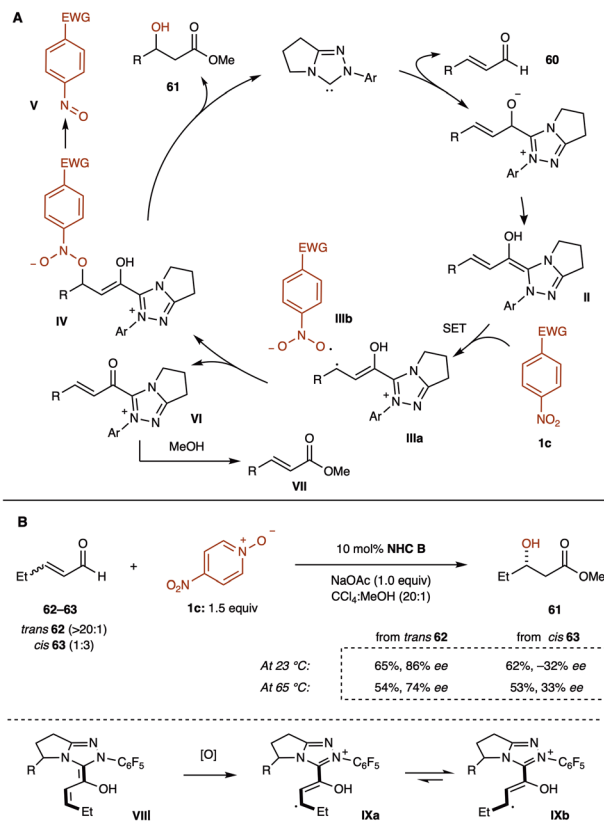 A
EWG
V
N
O
OH
O
R
OMe
61
N
N
N
Ar
O
R
H
60
O−
R
N
N
+
N
Ar
OH
R
N
N
N
Ar
II
EWG
N
−O
O
OH
R
N
N
+
N
Ar
IV
EWG
IIIb
N
−O
O
.
SET
EWG
NO2
1c
OH
R
N
N
+
N
Ar
IIIa
O
R
N
N
+
N
Ar
VI
MeOH
O
R
OMe
VII
B
O
Et
H
62–63
trans 62 (>20:1)
cis 63 (1:3)
+
O−
N+
O2N
1c: 1.5 equiv
10 mol% NHC B
NaOAc (1.0 equiv)
CCl4:MeOH (20:1)
OH
O
Et
OMe
61
from trans 62 from cis 63
At 23 °C: 65%, 86% ee 62%, –32% ee
At 65 °C: 54%, 74% ee 53%, 33% ee
N
N
N
C6F5
R
OH
Et
VIII
[O]
N
N+
N
C6F5
R
OH
Et
IXa
N
N+
N
C6F5
R
OH
Et
IXb